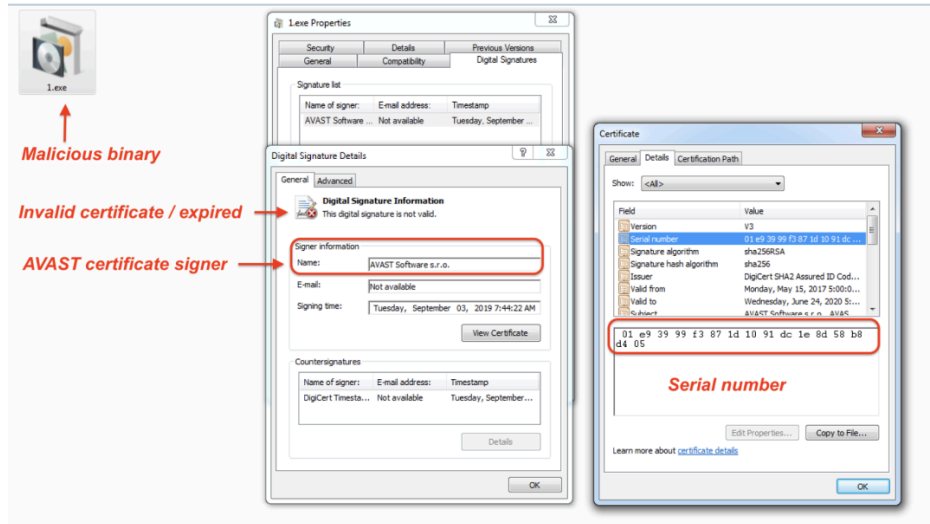 1.exe
Malicious binary
Invalid certificate / expired
AVAST certificate signer
1.exe Properties
Security Details Previous Versions
General Compatibility Digital Signatures
Signature list
Name of signer: E-mail address: Timestamp
AVAST Software ... Not available Tuesday, September ...
Digital Signature Details
General Advanced
Digital Signature Information
This digital signature is not valid.
Signer information
Name: AVAST Software s.r.o.
E-mail: Not available
Signing time: Tuesday, September 03, 2019 7:44:22 AM
View Certificate
Countersignatures
Name of signer: E-mail address: Timestamp
DigiCert Timesta... Not available Tuesday, September...
Details
OK
Certificate
General Details Certification Path
Show: <All>
Field Value
Version V3
Serial number 01 e9 39 99 f3 87 1d 10 91 dc ...
Signature algorithm sha256RSA
Signature hash algorithm sha256
Issuer DigiCert SHA2 Assured ID Cod...
Valid from Monday, May 15, 2017 5:00:0...
Valid to Wednesday, June 24, 2020 5:...
Subject AVAST Software s.r.o., AVAS...
01 e9 39 99 f3 87 1d 10 91 dc 1e 8d 58 b8
d4 05
Serial number
Edit Properties... Copy to File...
Learn more about certificate details
OK